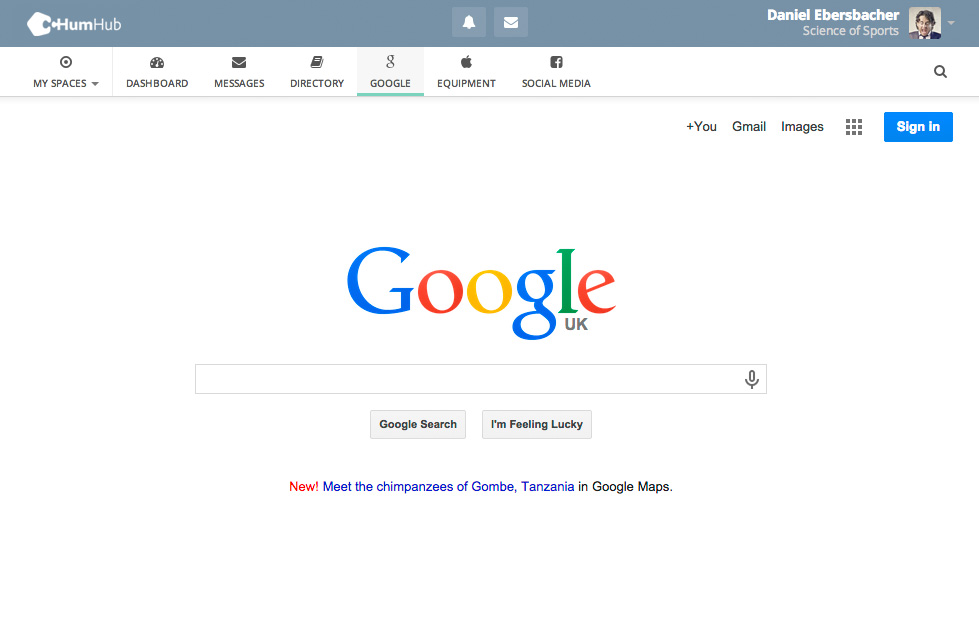 HumHub
Daniel Ebersbacher
Science of Sports
MY SPACES
DASHBOARD
MESSAGES
DIRECTORY
GOOGLE
EQUIPMENT
SOCIAL MEDIA
+You
Gmail
Images
Sign in
Google
UK
Google Search
I'm Feeling Lucky
New! Meet the chimpanzees of Gombe, Tanzania in Google Maps.